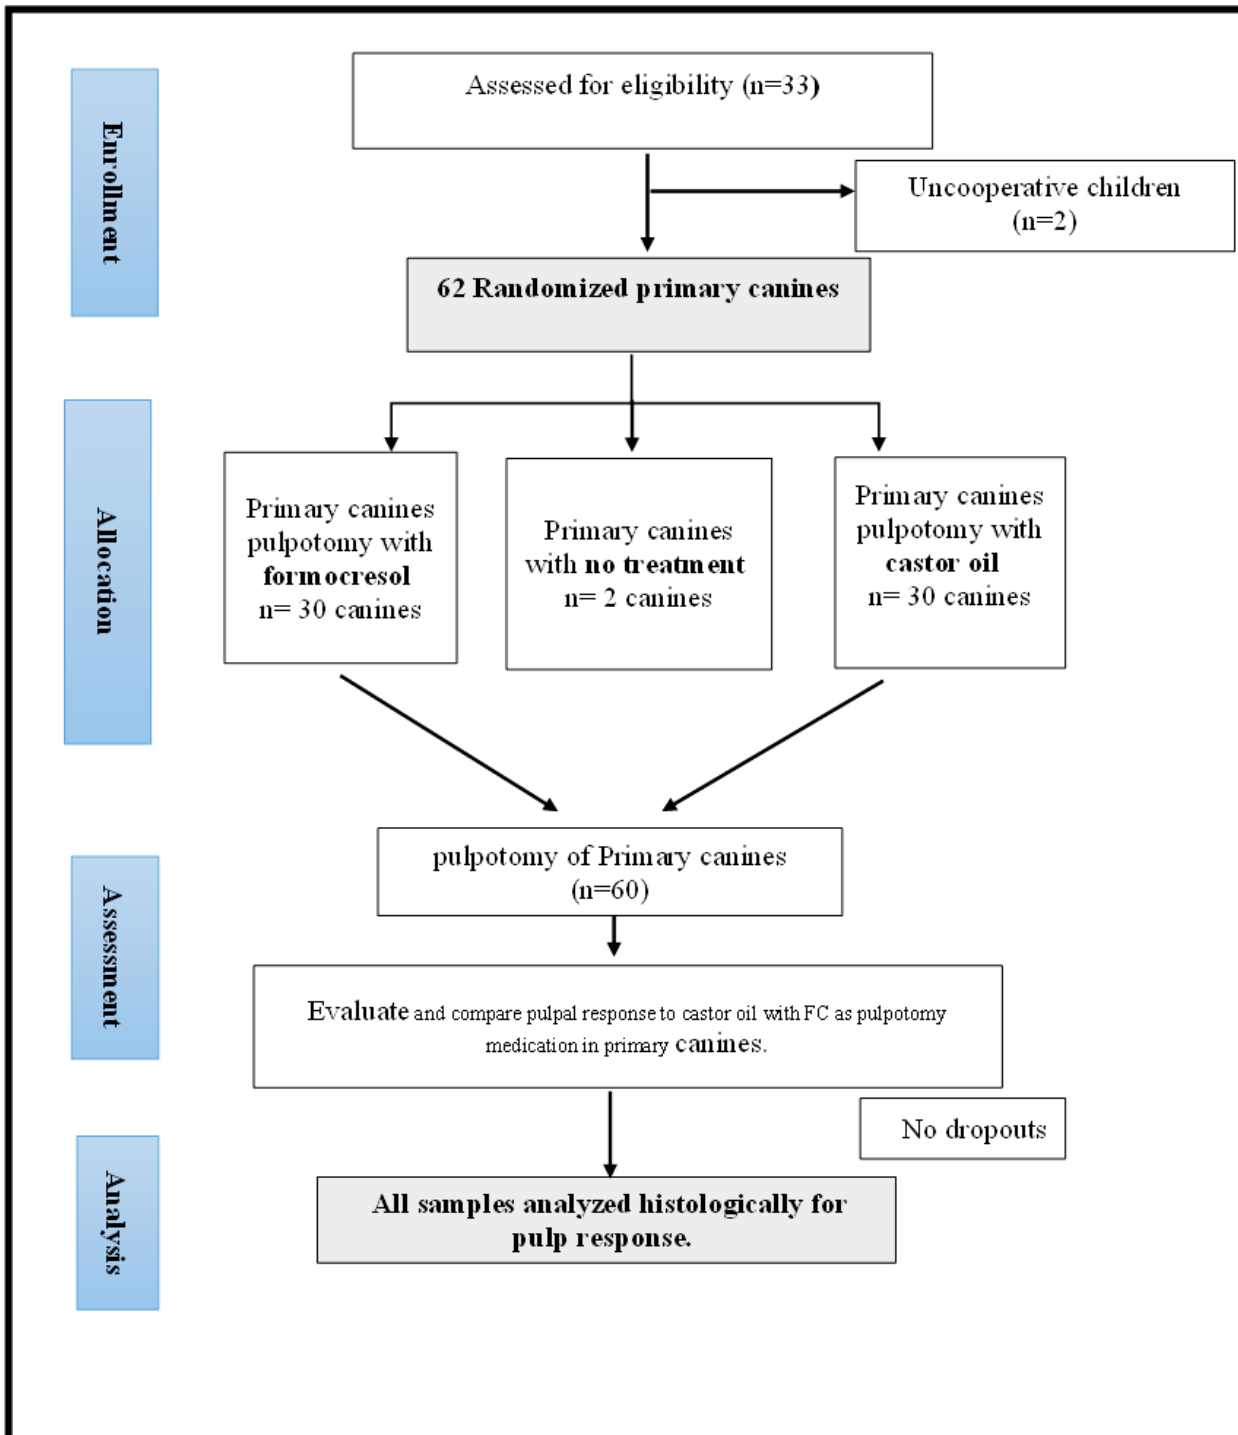 Enrollment
Assessed for eligibility (n=33)
Uncooperative children
(n=2)
62 Randomized primary canines
Allocation
Primary canines
pulpotomy with
formocresol
n= 30 canines
Primary canines
with no treatment
n= 2 canines
Primary canines
pulpotomy with
castor oil
n= 30 canines
Assessment
pulpotomy of Primary canines
(n=60)
Evaluate and compare pulpal response to castor oil with FC as pulpotomy
medication in primary canines.
No dropouts
Analysis
All samples analyzed histologically for
pulp response.